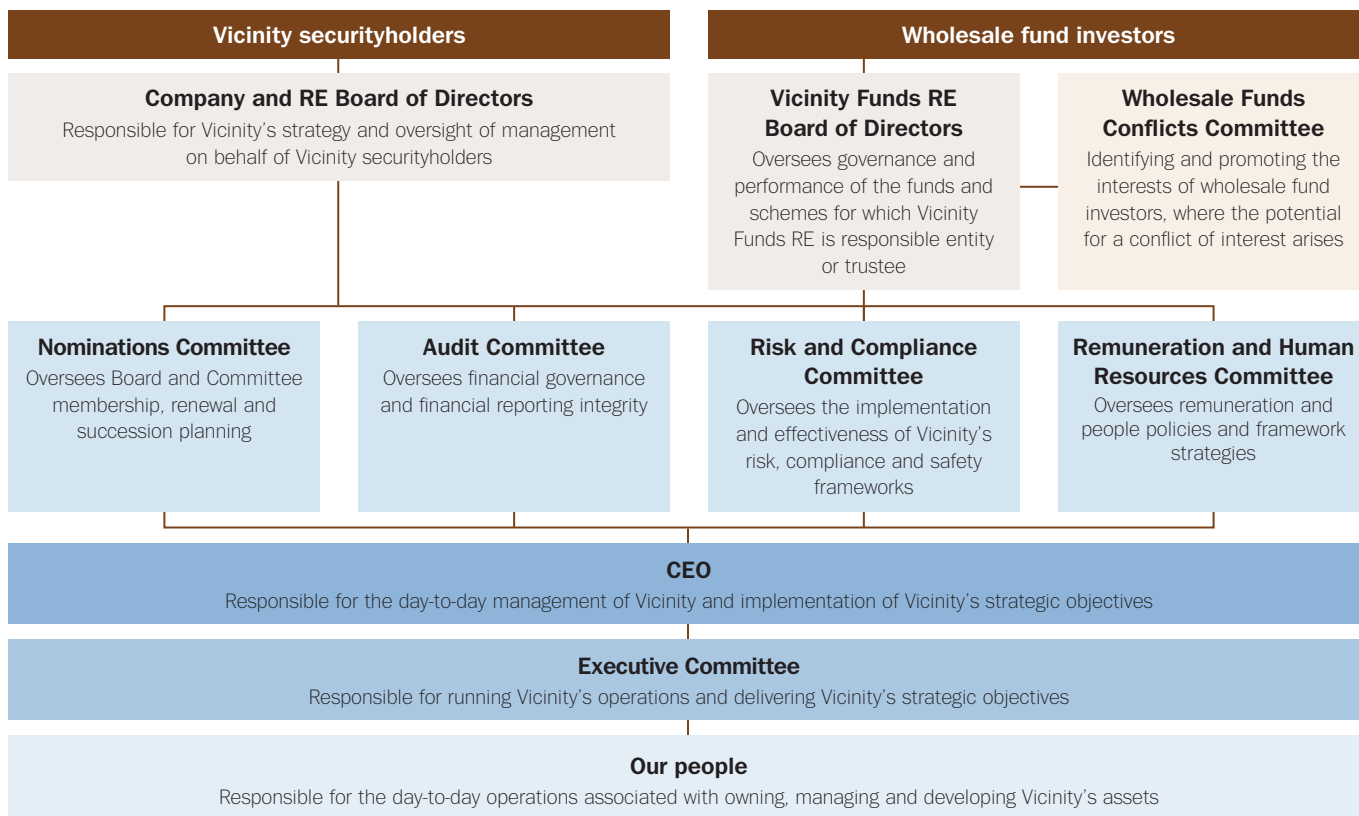 Vicinity securityholders
Wholesale fund investors
Company and RE Board of Directors
Responsible for Vicinity’s strategy and oversight of management
on behalf of Vicinity securityholders
Vicinity Funds RE
Board of Directors
Oversees governance and
performance of the funds and
schemes for which Vicinity
Funds RE is responsible entity
or trustee
Wholesale Funds
Conflicts Committee
Identifying and promoting the
interests of wholesale fund
investors, where the potential
for a conflict of interest arises
Nominations Committee
Oversees Board and Committee
membership, renewal and
succession planning
Audit Committee
Oversees financial governance
and financial reporting integrity
Risk and Compliance
Committee
Oversees the implementation
and effectiveness of Vicinity’s
risk, compliance and safety
frameworks
Remuneration and Human
Resources Committee
Oversees remuneration and
people policies and framework
strategies
CEO
Responsible for the day-to-day management of Vicinity and implementation of Vicinity’s strategic objectives
Executive Committee
Responsible for running Vicinity’s operations and delivering Vicinity’s strategic objectives
Our people
Responsible for the day-to-day operations associated with owning, managing and developing Vicinity’s assets